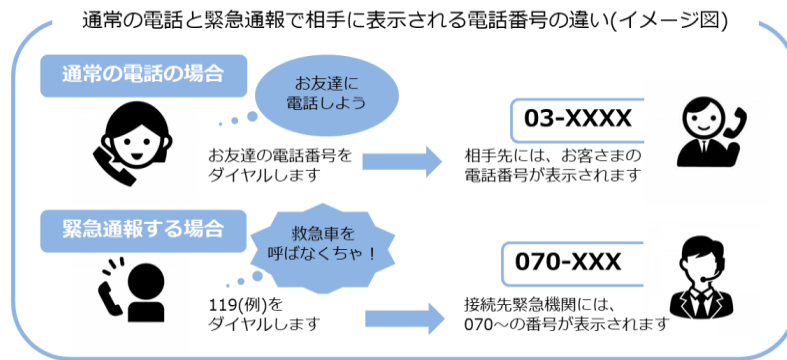 通常の電話と緊急通報で相手に表示される電話番号の違い(イメージ図)
通常の電話の場合
お友達に
電話しよう
お友達の電話番号を
ダイヤルします
03-XXXX
相手先には、お客さまの
電話番号が表示されます
緊急通報する場合
救急車を
呼ばなくちゃ！
119(例)を
ダイヤルします
070-XXX
接続先緊急機関には、
070～の番号が表示されます